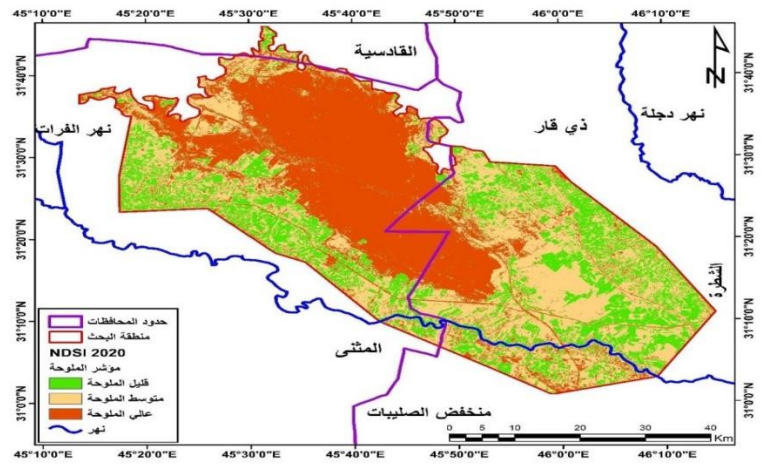 45°10'0"E 45°20'0"E 45°30'0"E 45°40'0"E 45°50'0"E 46°0'0"E 46°10'0"E
31°40'0"N
31°30'0"N
31°20'0"N
31°10'0"N
31°0'0"N
31°40'0"N
31°30'0"N
31°20'0"N
31°10'0"N
31°0'0"N
القادسية
N
ذي قار
نهر دجلة
نهر الفرات
الشطرة
المثنى
منخفض الصليبات
حدود المحافظات
منطقة البحث
NDSI 2020
موشر الملوحة
قليل الملوحة
متوسط الملوحة
عالي الملوحة
نهر
0 5 10 20 30 40
Km
45°10'0"E 45°20'0"E 45°30'0"E 45°40'0"E 45°50'0"E 46°0'0"E 46°10'0"E